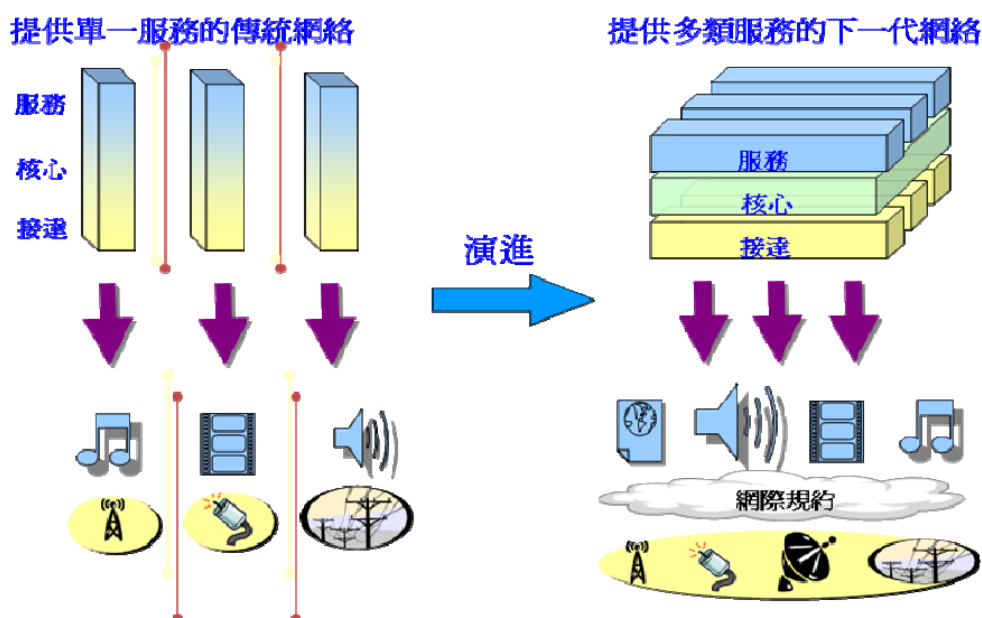 提供單一服務的傳統網絡
服務
核心
接達
演進
提供多類服務的下一代網絡
服務
核心
接達
網際規約